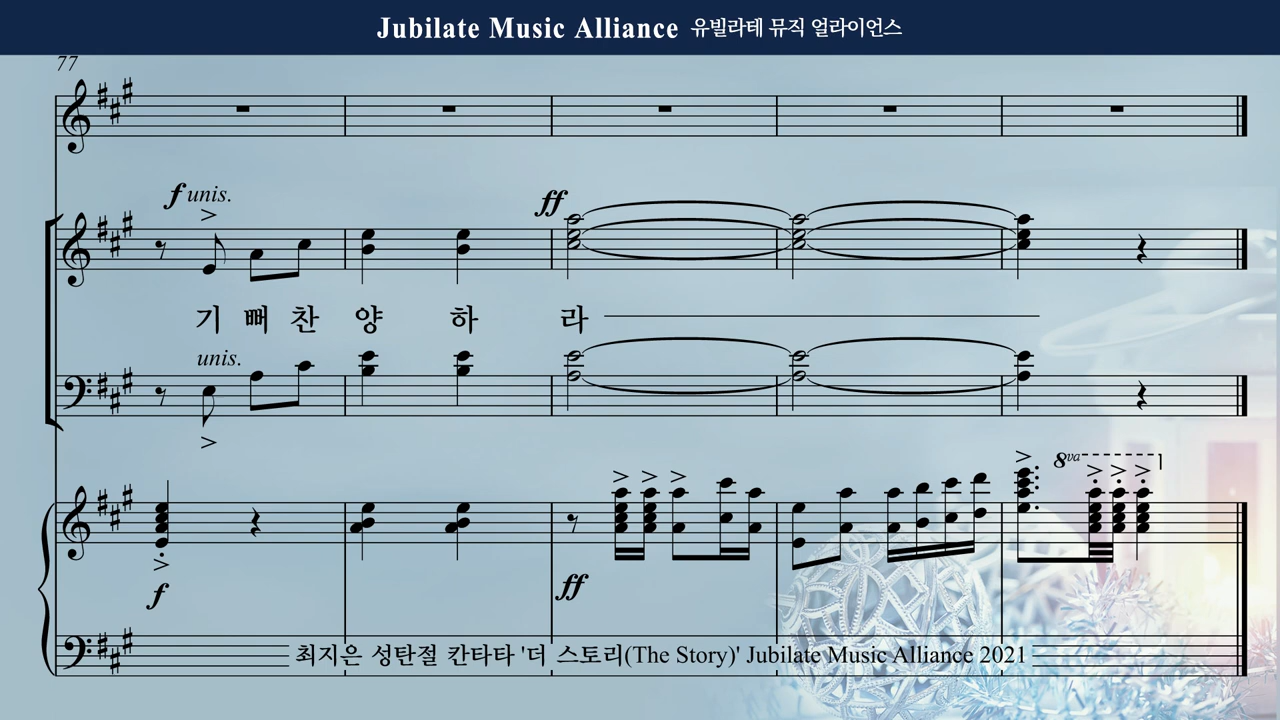 Jubilate Music Alliance 유빌라테 뮤직 얼라이언스
77
f unis.
ff
기 뻐 찬 양 하 라
unis.
8va
f
ff
최지은 성탄절 칸타타 '더 스토리(The Story)' Jubilate Music Alliance 2021